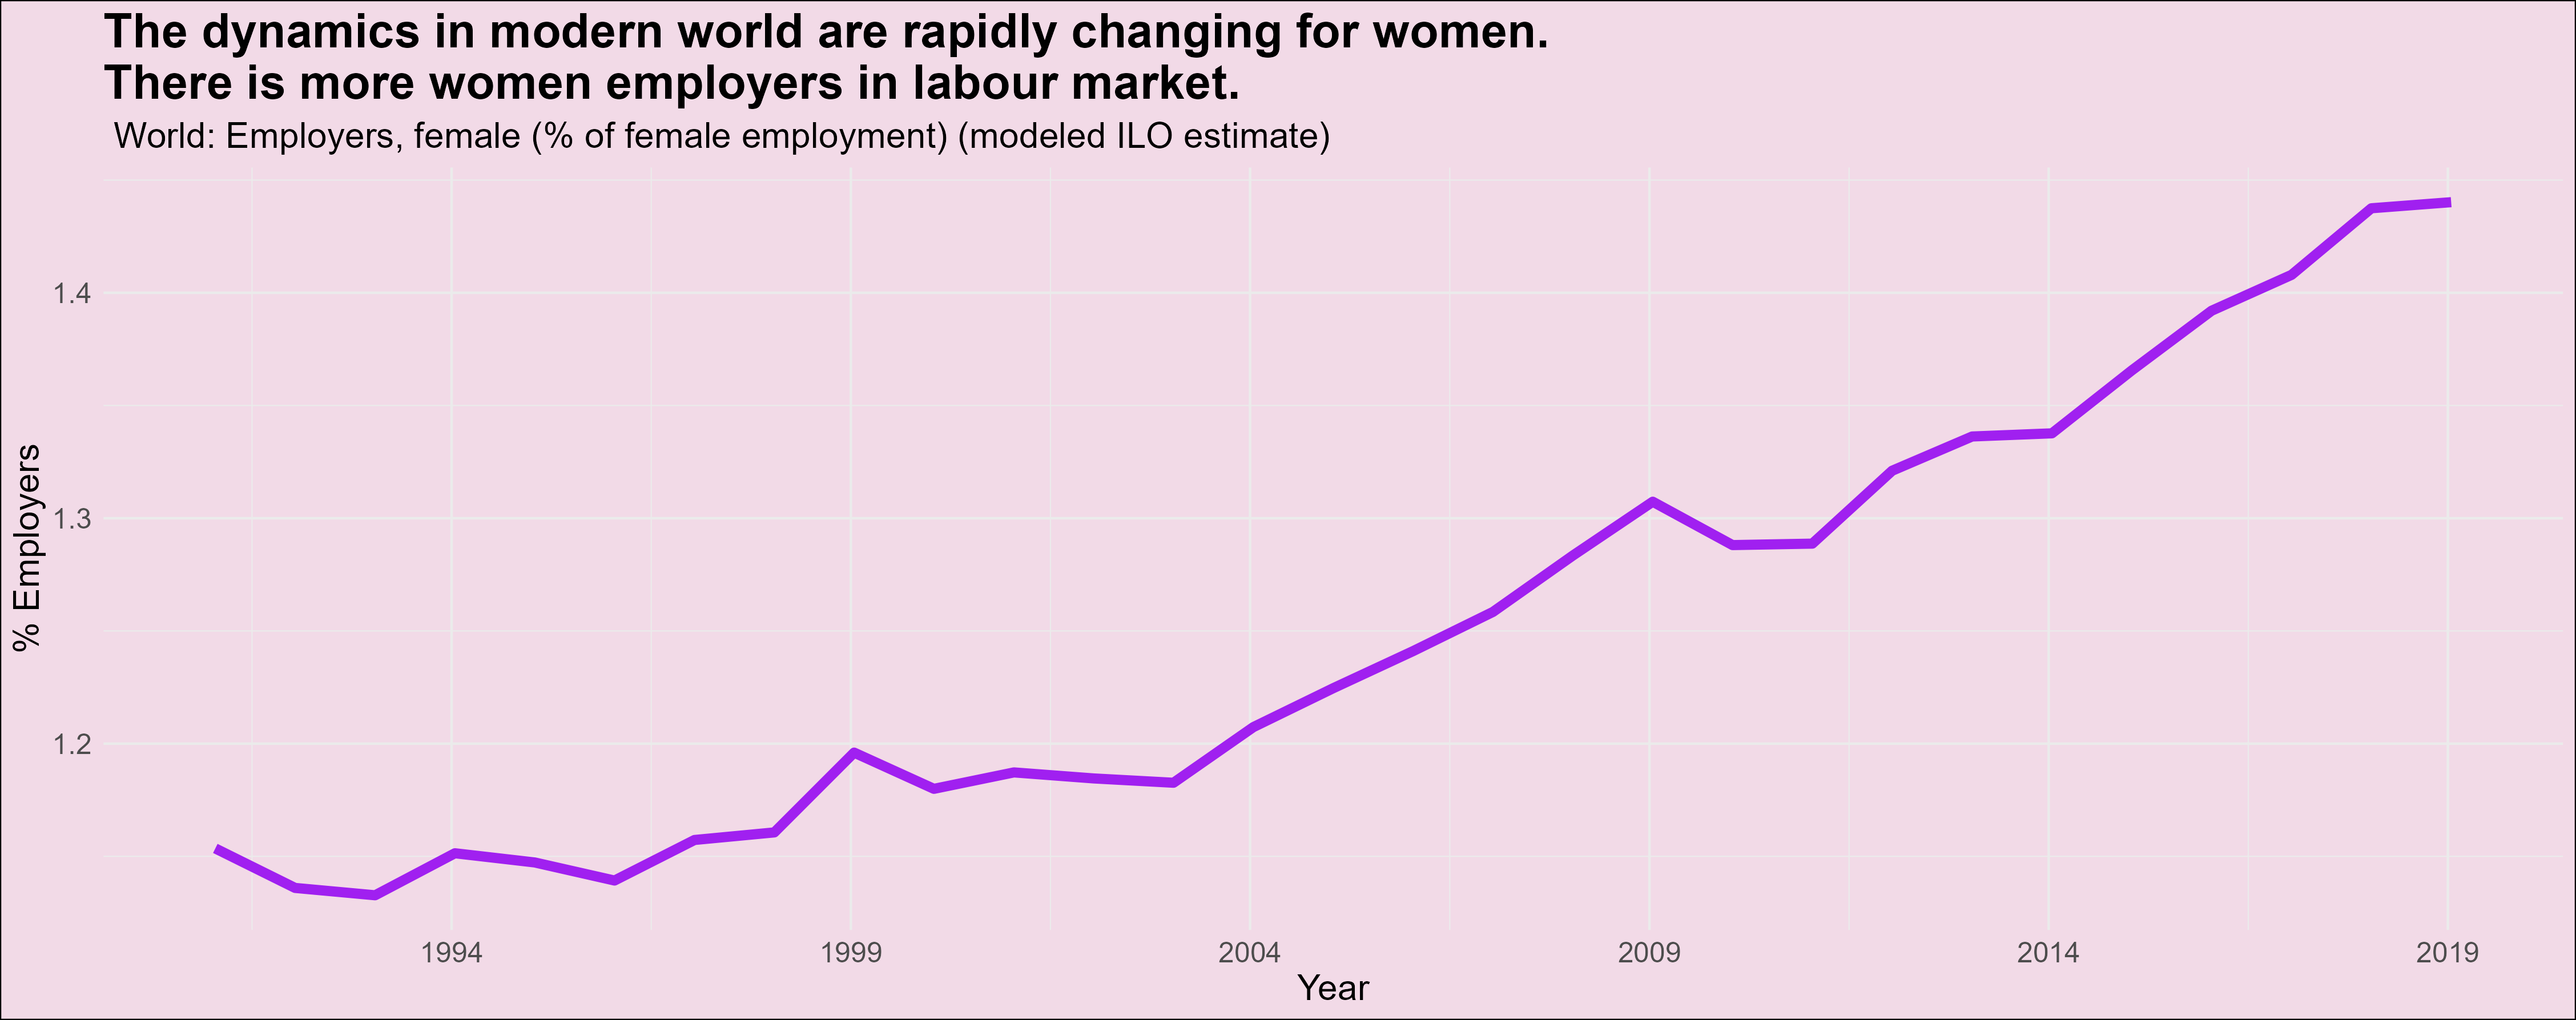 The dynamics in modern world are rapidly changing for women.
There is more women employers in labour market.
World: Employers, female (% of female employment) (modeled ILO estimate)
1.4
1.3
1.2
% Employers
1994
1999
2004
2009
2014
2019
Year